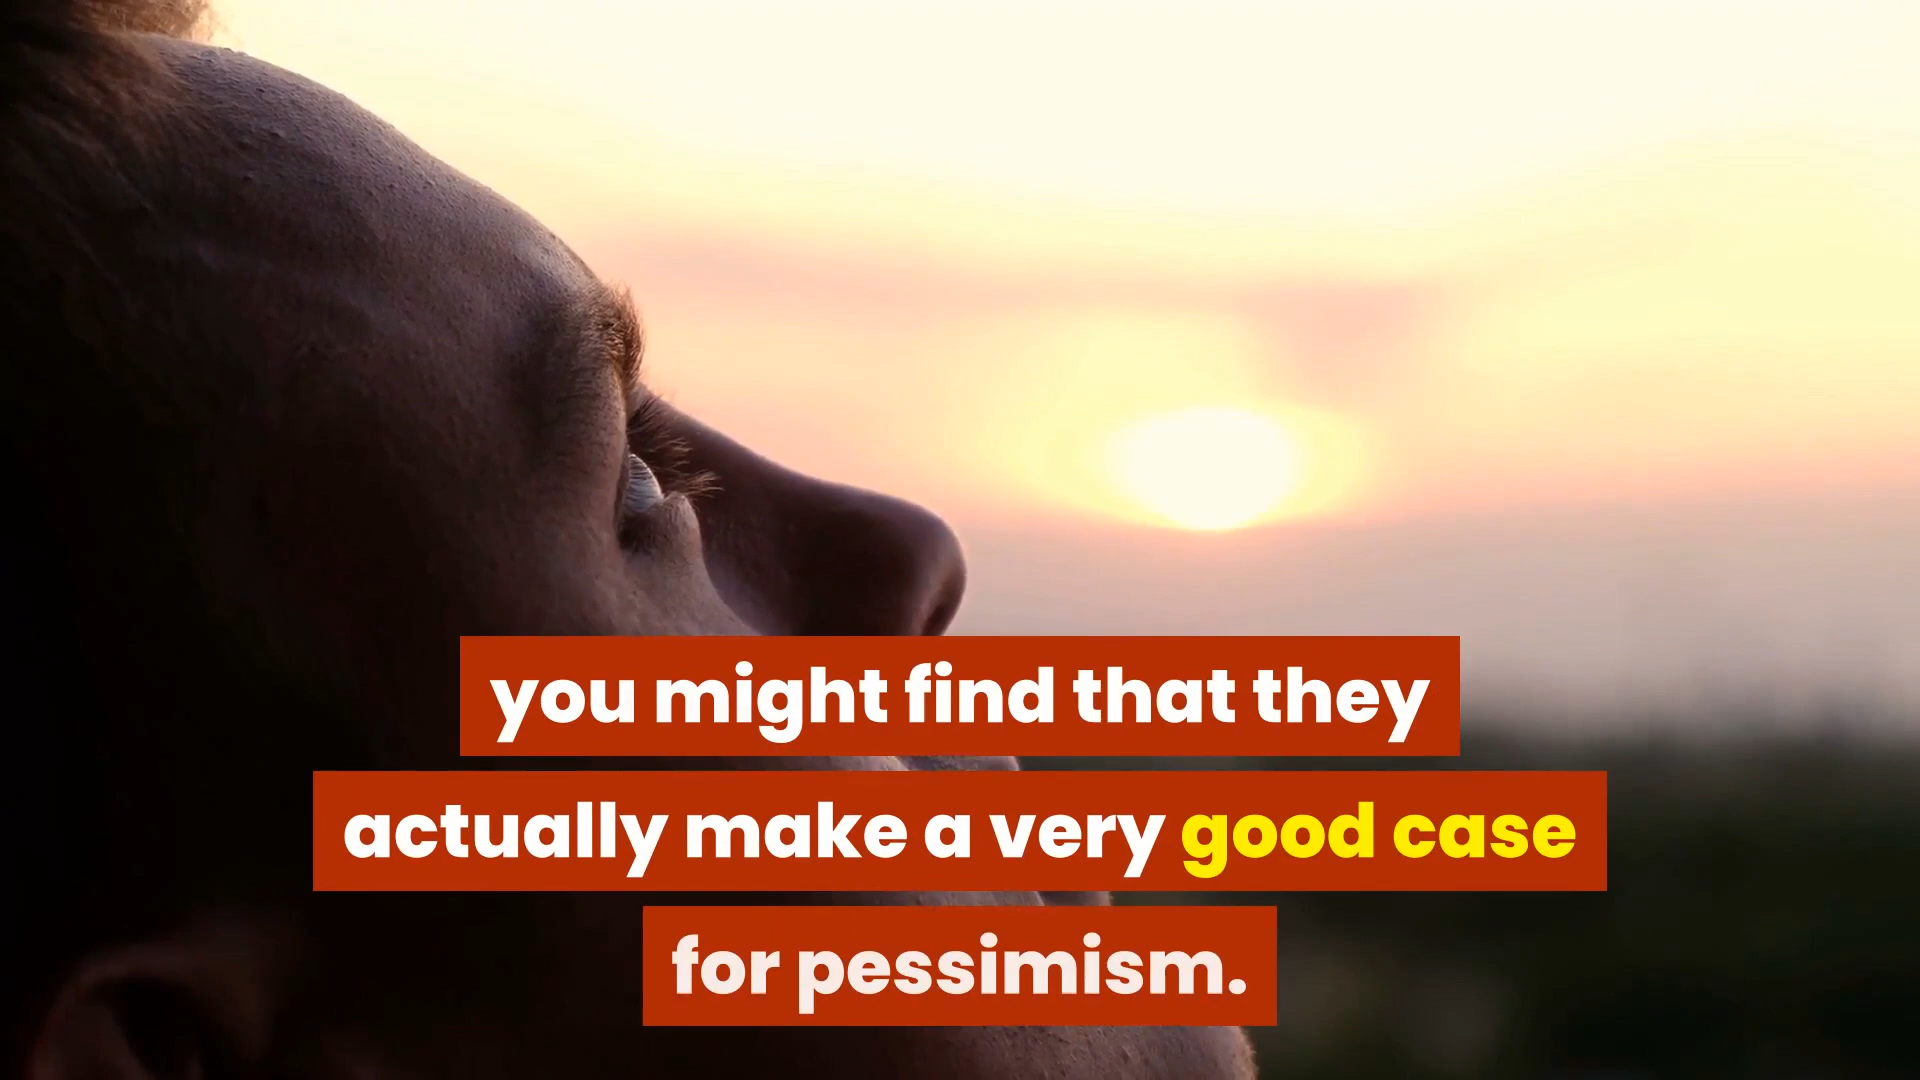 you might find that they
actually make a very good case
for pessimism.